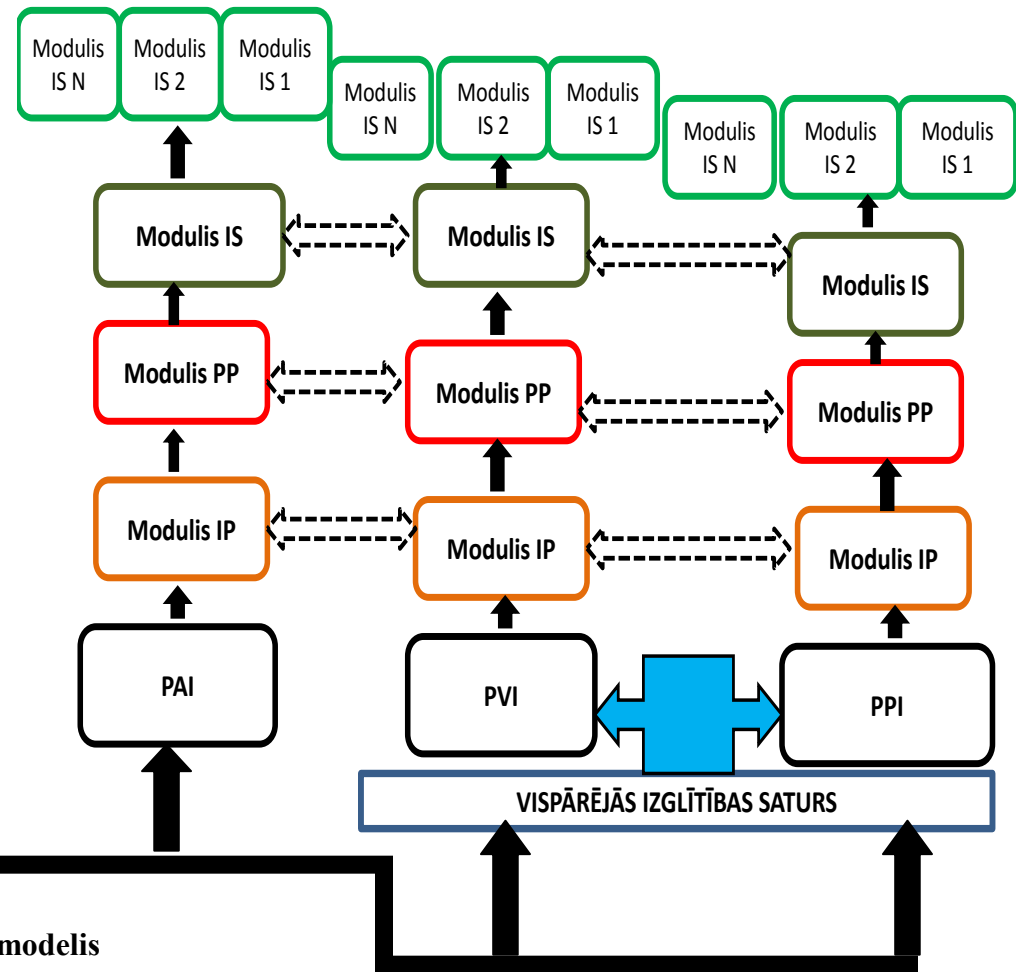 Modulis
IS N
Modulis
IS 2
Modulis
IS 1
Modulis
IS N
Modulis
IS 2
Modulis
IS 1
Modulis
IS N
Modulis
IS 2
Modulis
IS 1
Modulis IS
Modulis IS
Modulis IS
Modulis PP
Modulis PP
Modulis PP
Modulis IP
Modulis IP
Modulis IP
PAI
PVI
PPI
VISPĀRĒJĀS IZGLĪTĪBAS SATURS
modelis